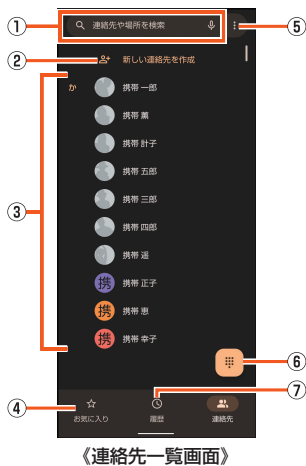 ① 連絡先や場所を検索 ⑤
② 新しい連絡先を作成
か 携帯 一郎
携帯 薫
携帯 計子
携帯 五郎
③ 携帯 三郎
携帯 四郎
携帯 遥
携 携帯 正子
携 携帯 恵
携 携帯 幸子
⑥
⑦
④ お気に入り 履歴 連絡先
《連絡先一覧画面》